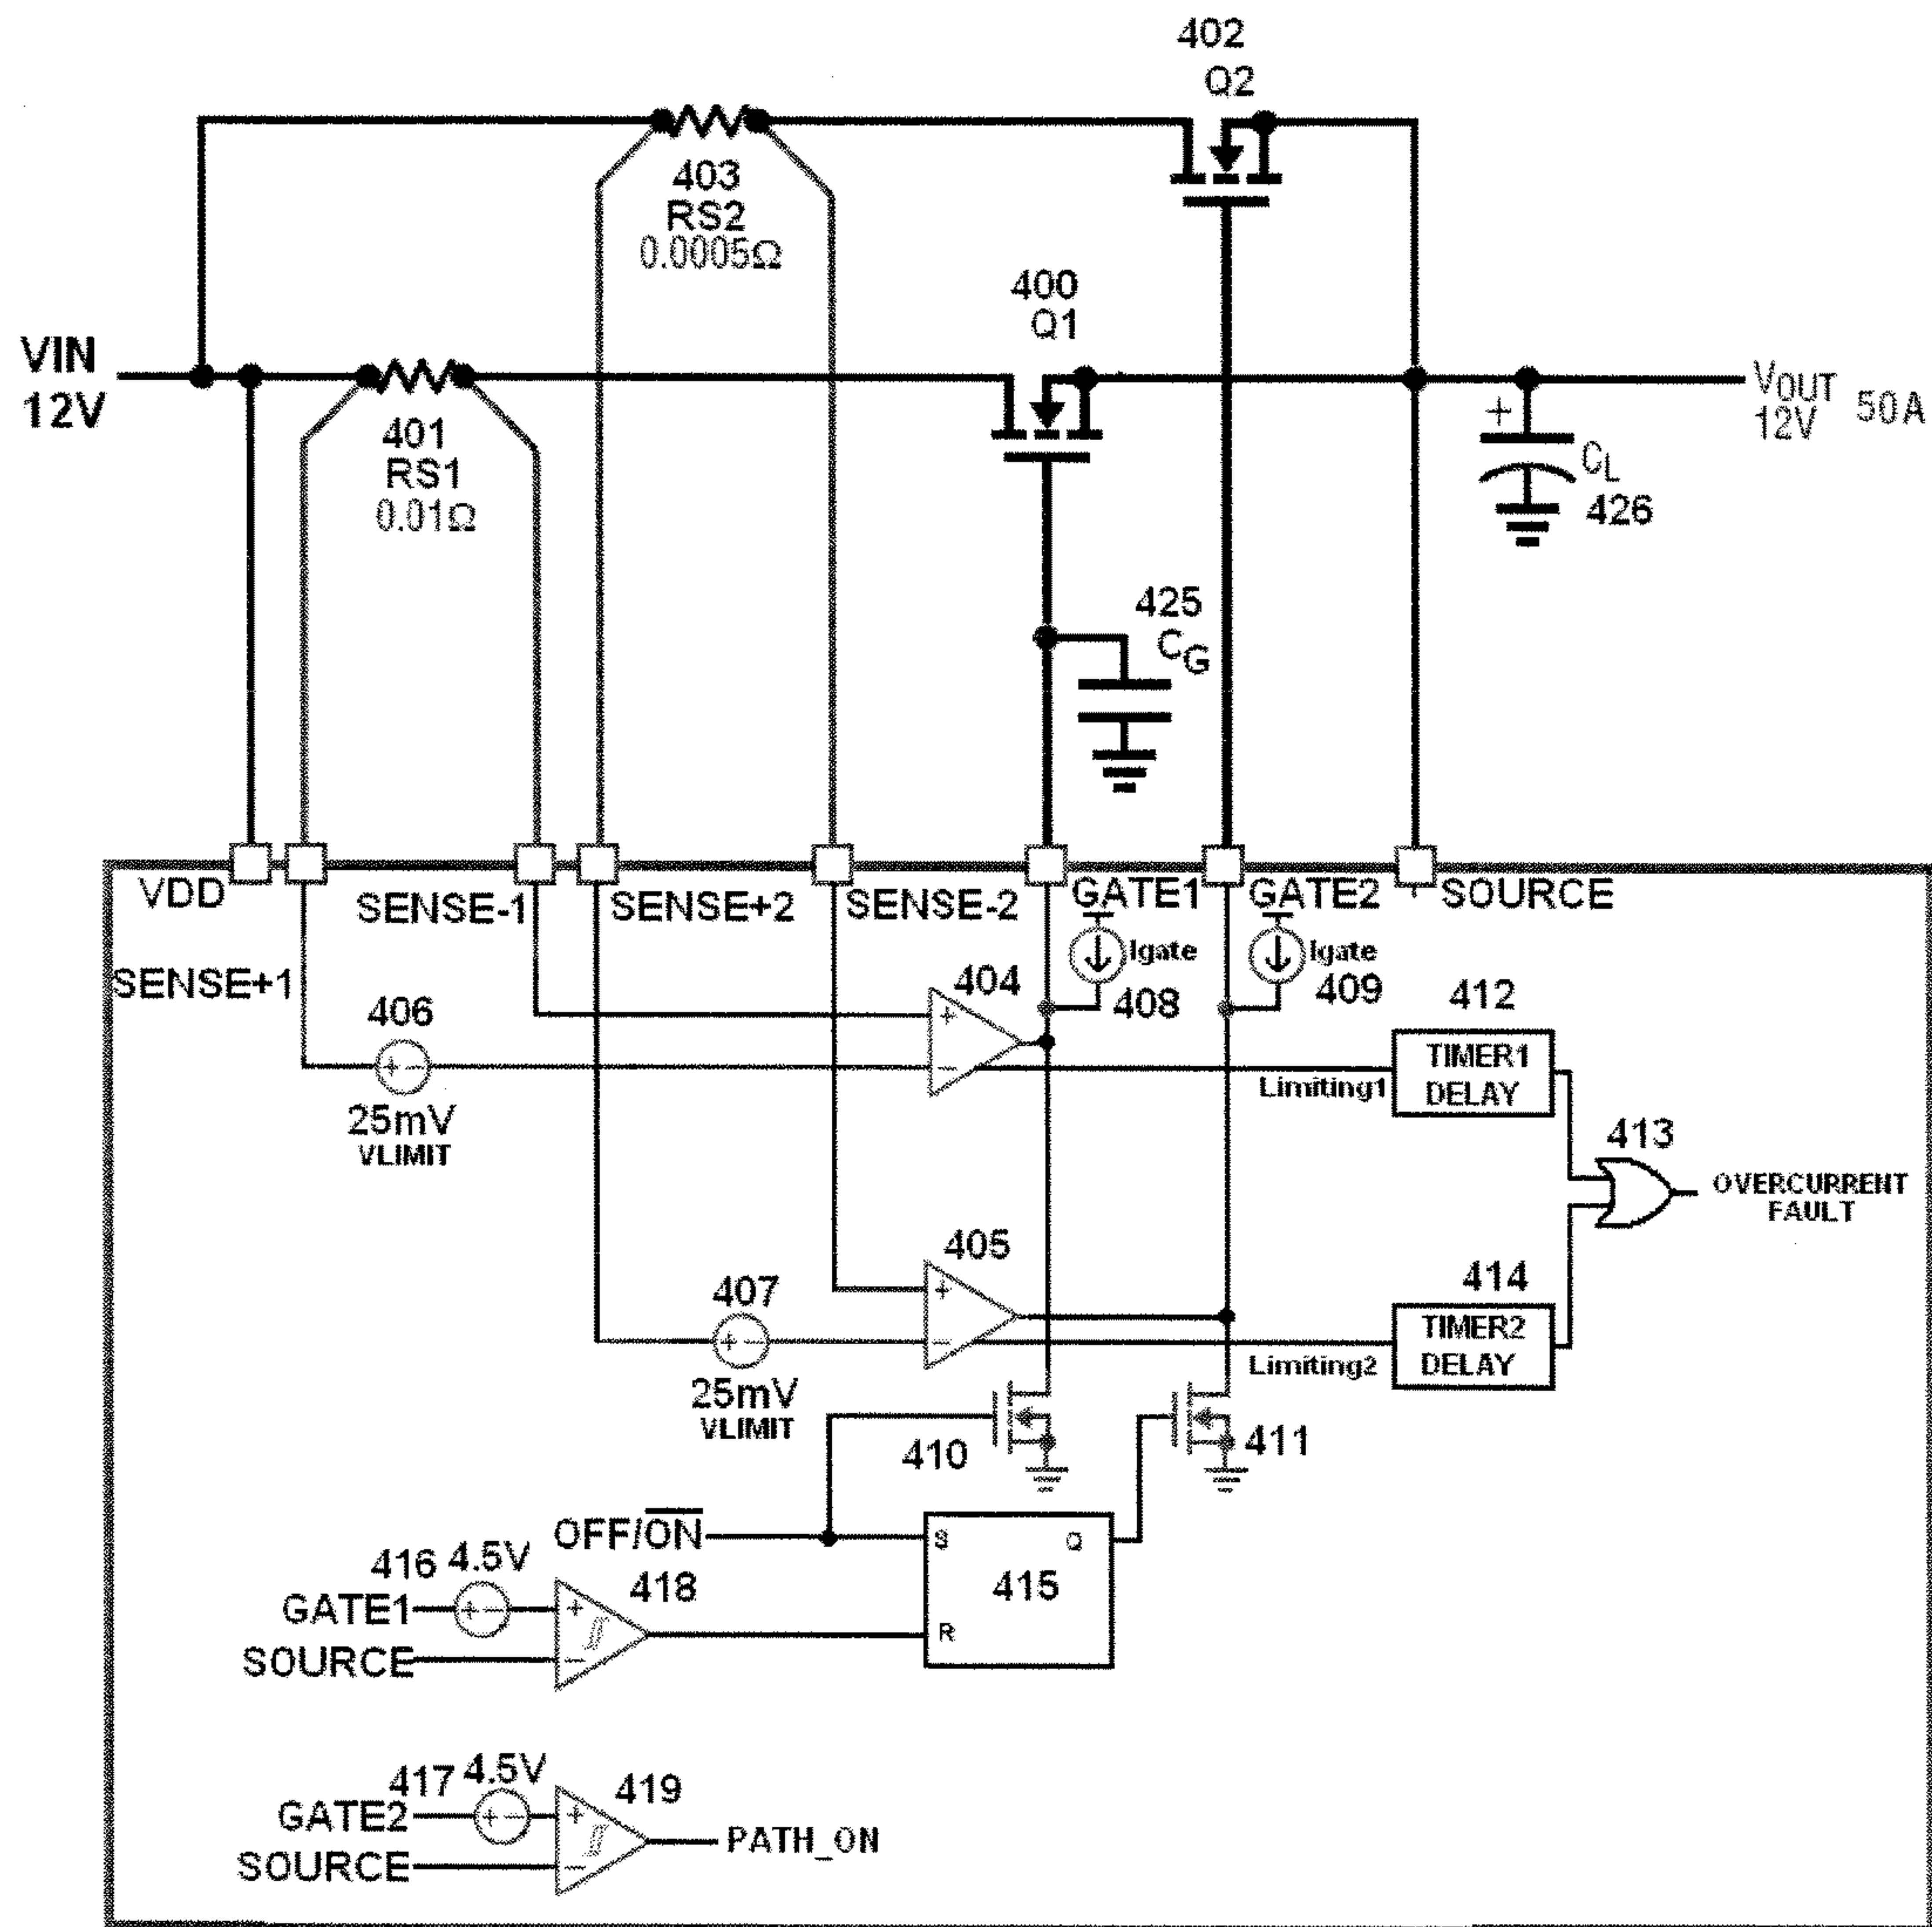 402
Q2
403
RS2
0.0005Ω
400
Q1
VIN
12V
401
RS1
0.01Ω
VOUT
12V
50A
+
CL
426
425
CG
VDD
SENSE+1
SENSE-1
SENSE+2
SENSE-2
GATE1
GATE2
SOURCE
Igate
408
Igate
409
406
+ −
25mV
VLIMIT
404
+
−
Limiting1
412
TIMER1
DELAY
413
OVERCURRENT
FAULT
405
+
−
407
+ −
25mV
VLIMIT
Limiting2
414
TIMER2
DELAY
410
411
OFF/O̅N̅
S Q
415
R
416 4.5V
GATE1
+ −
SOURCE
+
−
418
417 4.5V
GATE2
+ −
SOURCE
+
−
419
PATH_ON